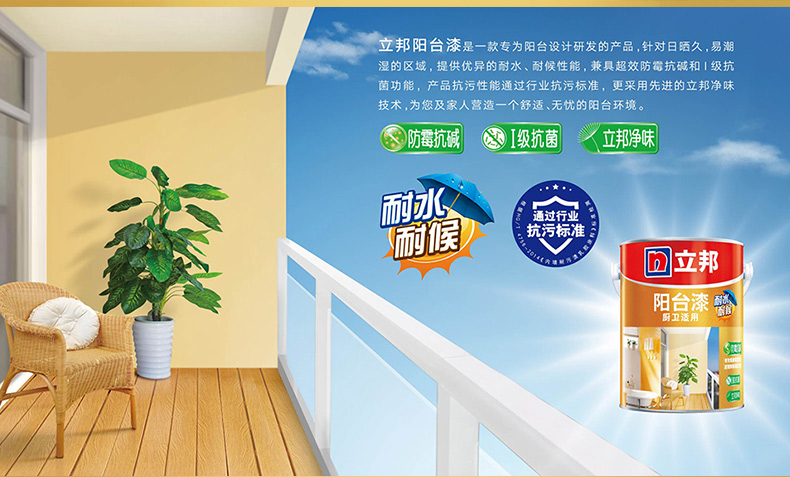 立邦阳台漆是一款专为阳台设计研发的产品,针对日晒久,易潮
湿的区域,提供优异的耐水、耐候性能,兼具超效防霉抗碱和I级抗
菌功能,产品抗污性能通过行业抗污标准,更采用先进的立邦净味
技术,为您及家人营造一个舒适、无忧的阳台环境。
防霉抗碱 I级抗菌 立邦净味
耐水
耐候
通过行业
抗污标准
n立邦
阳台漆
厨卫适用
耐水
耐候